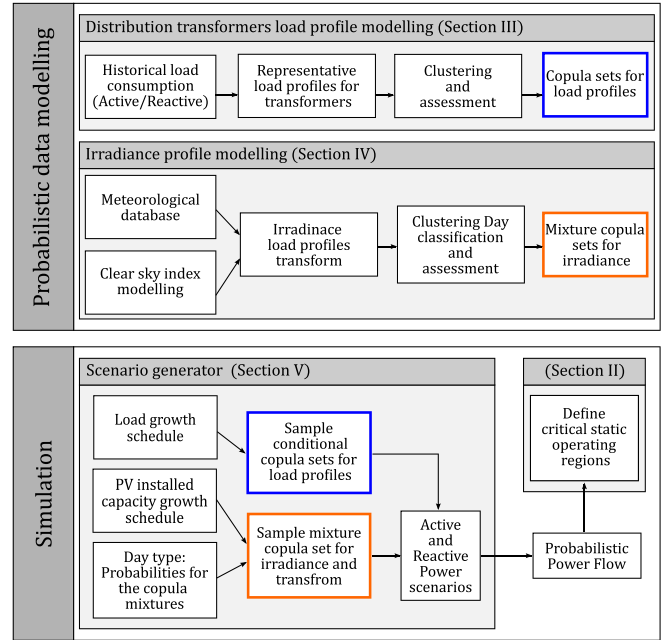 Probabilistic data modelling
Distribution transformers load profile modelling (Section III)
Historical load
consumption
(Active/Reactive)
Representative
load profiles for
transformers
Clustering
and
assessment
Copula sets for
load profiles
Irradiance profile modelling (Section IV)
Meteorological
database
Clear sky index
modelling
Irradinace
load profiles
transform
Clustering Day
classification
and
assessment
Mixture copula
sets for
irradiance
Simulation
Scenario generator (Section V)
Load growth
schedule
PV installed
capacity growth
schedule
Day type:
Probabilities for
the copula
mixtures
Sample
conditional
copula sets for
load profiles
Sample mixture
copula set for
irradiance and
transfrom
Active
and
Reactive
Power
scenarios
(Section II)
Define
critical static
operating
regions
Probabilistic
Power Flow